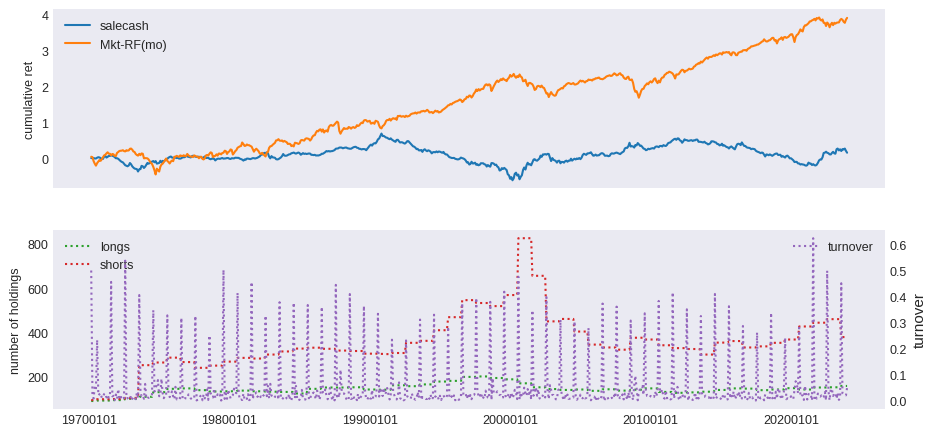 4
3
2
1
0
cumulative ret
salecash
Mkt-RF(mo)
800
600
400
200
number of holdings
longs
shorts
turnover
0.6
0.5
0.4
0.3
0.2
0.1
0.0
turnover
19700101 19800101 19900101 20000101 20100101 20200101